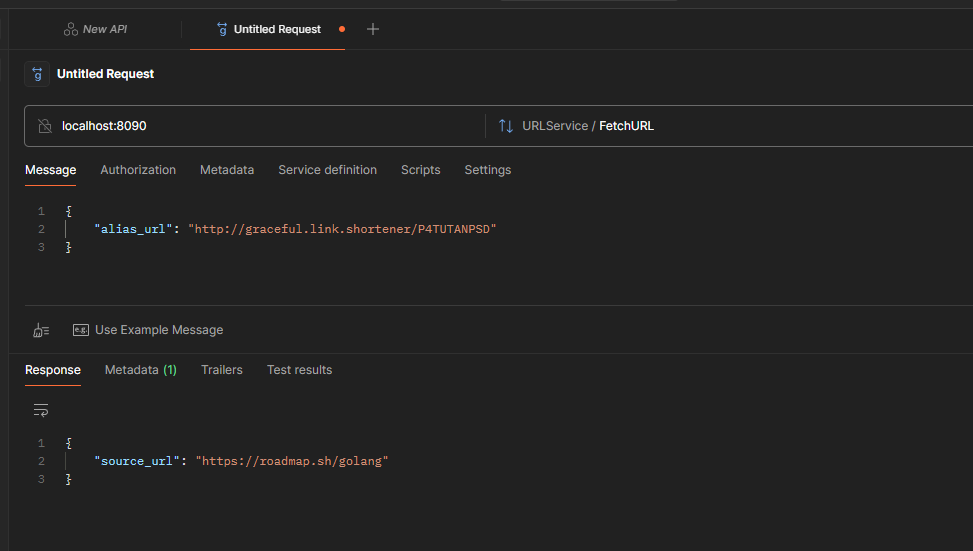 New API
Untitled Request
Untitled Request
localhost:8090
URLService / FetchURL
Message Authorization Metadata Service definition Scripts Settings
1 {
2 "alias_url": "http://graceful.link.shortener/P4TUTANPSD"
3 }
e.g. Use Example Message
Response Metadata (1) Trailers Test results
1 {
2 "source_url": "https://roadmap.sh/golang"
3 }